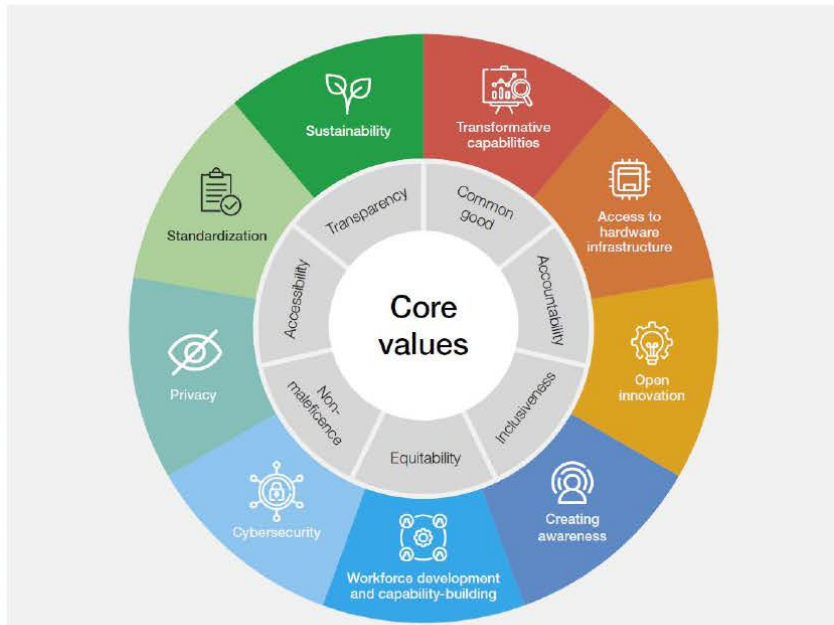 Sustainability
Transformative
capabilities
Access to
hardware
infrastructure
Open
innovation
Creating
awareness
Workforce development
and capability-building
Cybersecurity
Privacy
Standardization
Transparency
Common
good
Accountability
Inclusiveness
Equitability
Non-
maleficence
Accessibility
Core
values